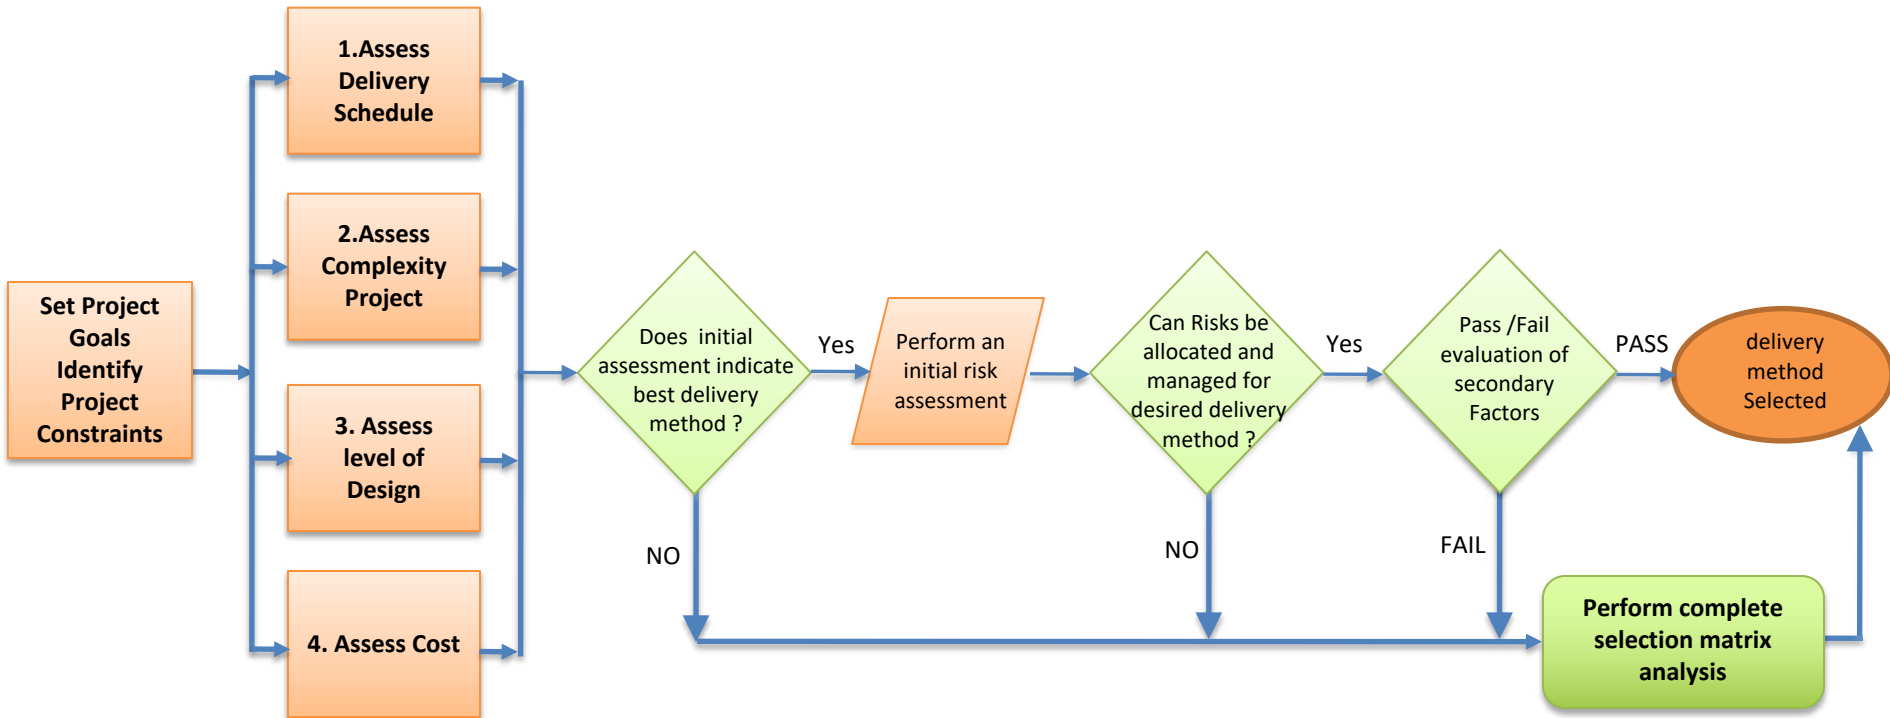 Set Project
Goals
Identify
Project
Constraints
1.Assess
Delivery
Schedule
2.Assess
Complexity
Project
3. Assess
level of
Design
4. Assess Cost
Does initial
assessment indicate
best delivery
method ?
Yes
NO
Perform an
initial risk
assessment
Can Risks be
allocated and
managed for
desired delivery
method ?
Yes
NO
Pass /Fail
evaluation of
secondary
Factors
PASS
FAIL
delivery
method
Selected
Perform complete
selection matrix
analysis